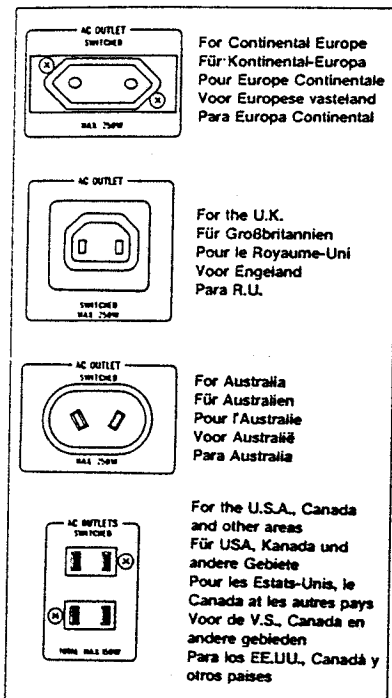 AC OUTLET
SWITCHED
MAX. 250W
For Continental Europe
Für Kontinental-Europa
Pour Europe Continentale
Voor Europese vasteland
Para Europa Continental
AC OUTLET
SWITCHED
MAX 250W
For the U.K.
Für Großbritannien
Pour le Royaume-Uni
Voor Engeland
Para R.U.
AC OUTLET
SWITCHED
MAX. 250W
For Australia
Für Australien
Pour l'Australie
Voor Australië
Para Australia
AC OUTLETS
SWITCHED
TOTAL MAX 150W
For the U.S.A., Canada
and other areas
Für USA, Kanada und
andere Gebiete
Pour les Estats-Unis, le
Canada at les autres pays
Voor de V.S., Canada en
andere gebieden
Para los EE.UU., Canadá y
otros paises